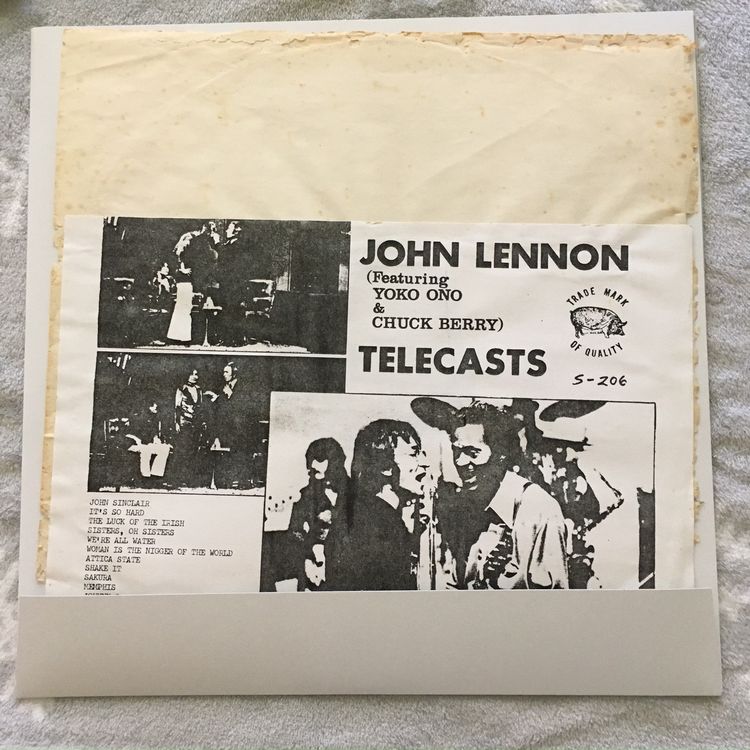 JOHN LENNON
(Featuring
YOKO ONO
&
CHUCK BERRY)
TELECASTS
TRADE MARK
OF QUALITY
S-206
JOHN SINCLAIR
IT'S SO HARD
THE LUCK OF THE IRISH
SISTERS, OH SISTERS
WE'RE ALL WATER
WOMAN IS THE NIGGER OF THE WORLD
ATTICA STATE
SHAKE IT
SAKURA
MEMPHIS